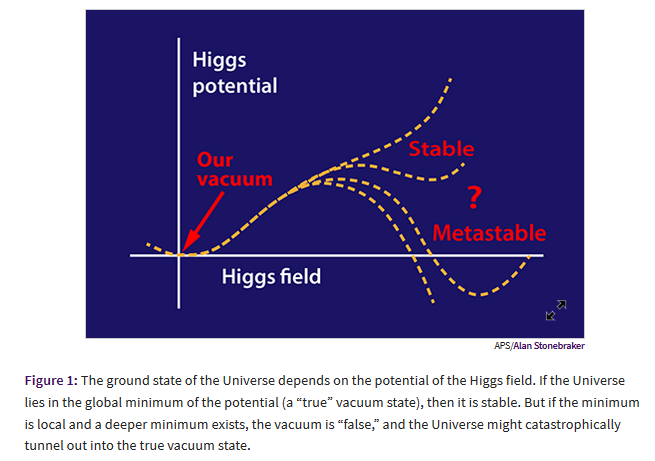 Higgs
potential
Our
vacuum
Stable
?
Metastable
Higgs field
APS/Alan Stonebraker
Figure 1: The ground state of the Universe depends on the potential of the Higgs field. If the Universe
lies in the global minimum of the potential (a “true” vacuum state), then it is stable. But if the minimum
is local and a deeper minimum exists, the vacuum is “false,” and the Universe might catastrophically
tunnel out into the true vacuum state.